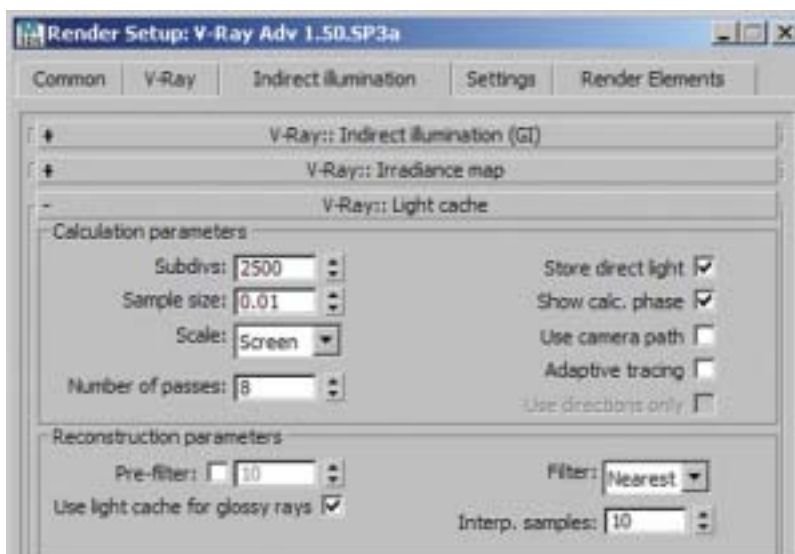 Render Setup: V-Ray Adv 1.50.SP3a
Common V-Ray Indirect illumination Settings Render Elements
+ V-Ray:: Indirect illumination (GI)
+ V-Ray:: Irradiance map
- V-Ray:: Light cache
Calculation parameters
Subdivs: 2500 Store direct light
Sample size: 0.01 Show calc. phase
Scale: Screen Use camera path
Adaptive tracing
Number of passes: 8
Use directions only
Reconstruction parameters
Pre-filter: 10 Filter: Nearest
Use light cache for glossy rays
Interp. samples: 10